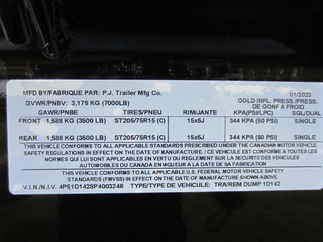 MFD BY/FABRIQUE PAR: P.J. Trailer Mfg Co. 01/2023
GVWR/PNBV: 3,175 KG (7000LB) COLD INFL. PRESS./PRESS. DE GONF À FROID
GAWR/PNBE TIRES/PNEU RIM/JANTE KPA(PSI/LPC) SGL/DUAL
FRONT 1,588 KG (3500 LB) ST205/75R15 (C) 15x5J 344 KPA (50 PSI) SINGLE
REAR 1,588 KG (3500 LB) ST205/75R15 (C) 15x5J 344 KPA (50 PSI) SINGLE
THIS VEHICLE CONFORMS TO ALL APPLICABLE STANDARDS PRESCRIBED UNDER THE CANADIAN MOTOR VEHICLE
SAFETY REGULATIONS IN EFFECT ON THE DATE OF MANUFACTURE / CE VEHICULE EST CONFORME A TOUTES LES
NORMES QUI LUI SONT APPLICABLES EN VERTU DU REGLEMENT SUR LA SECURITE DES VEHICULES
AUTOMOBILES DU CANADA EN VIGUEUR A LA DATE DE SA FABRICATION
THIS VEHICLE CONFORMS TO ALL APPLICABLE U.S. FEDERAL MOTOR VEHICLE SAFETY
STANDARDS (FMVSS) IN EFFECT ON THE DATE OF MANUFACTURE SHOWN ABOVE.
V.I.N./N.I.V. TYPE/TYPE DE VEHICULE: TRA/REM DUMP